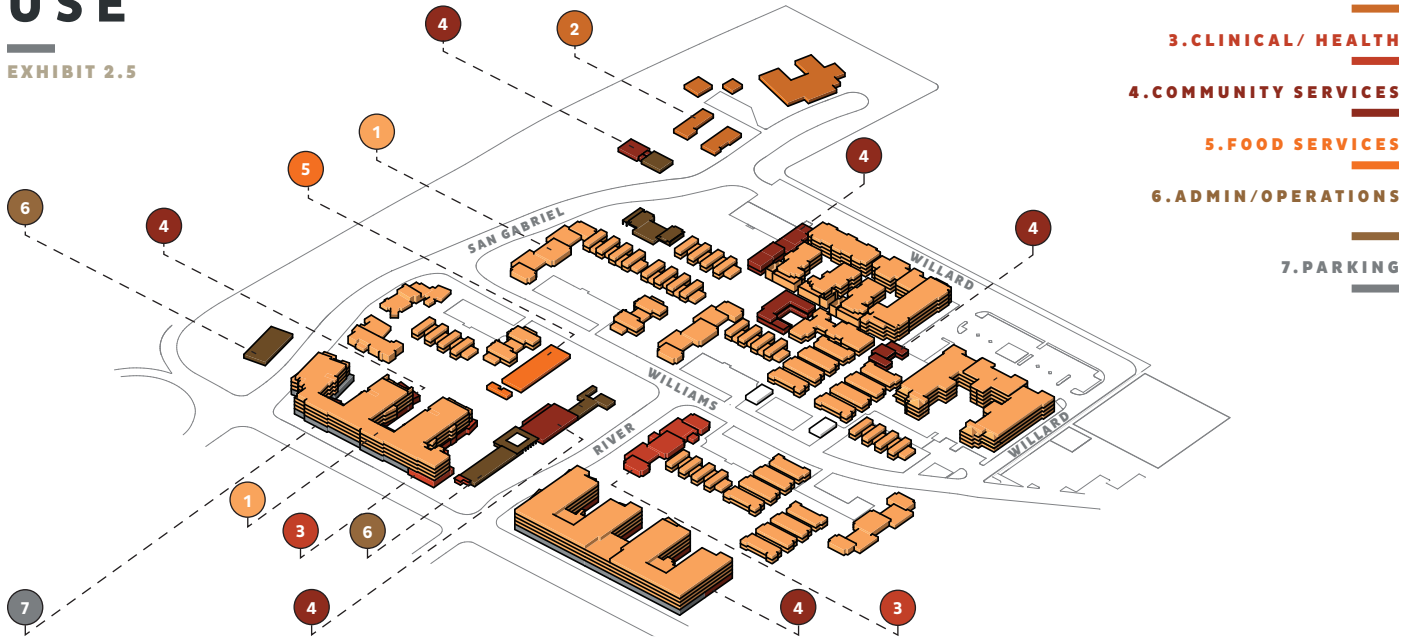 USE
EXHIBIT 2.5
3.CLINICAL/ HEALTH
4.COMMUNITY SERVICES
5.FOOD SERVICES
6.ADMIN/OPERATIONS
7.PARKING
4
2
1
5
4
6
4
4
SAN GABRIEL
WILLARD
WILLIAMS
RIVER
WILLARD
1
3
6
7
4
4
3